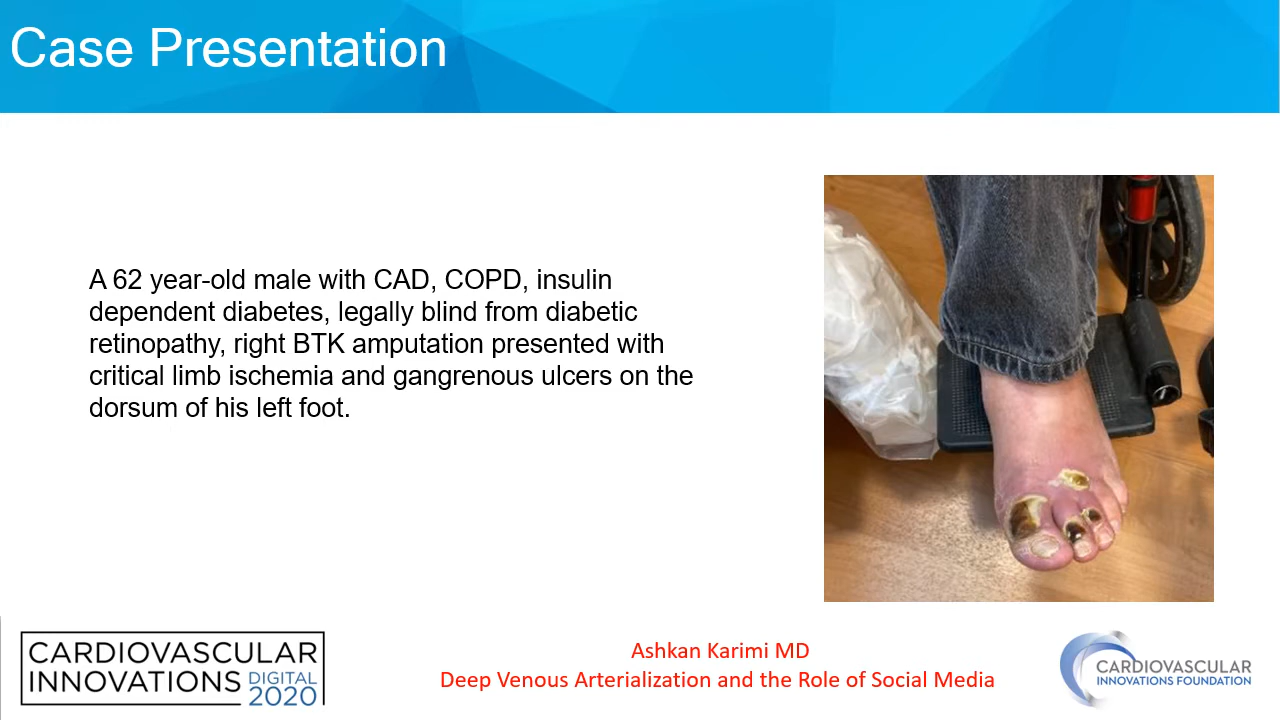 Case Presentation
A 62 year-old male with CAD, COPD, insulin
dependent diabetes, legally blind from diabetic
retinopathy, right BTK amputation presented with
critical limb ischemia and gangrenous ulcers on the
dorsum of his left foot.
CARDIOVASCULAR
INNOVATIONS DIGITAL
2020
Ashkan Karimi MD
Deep Venous Arterialization and the Role of Social Media
CARDIOVASCULAR
INNOVATIONS FOUNDATION